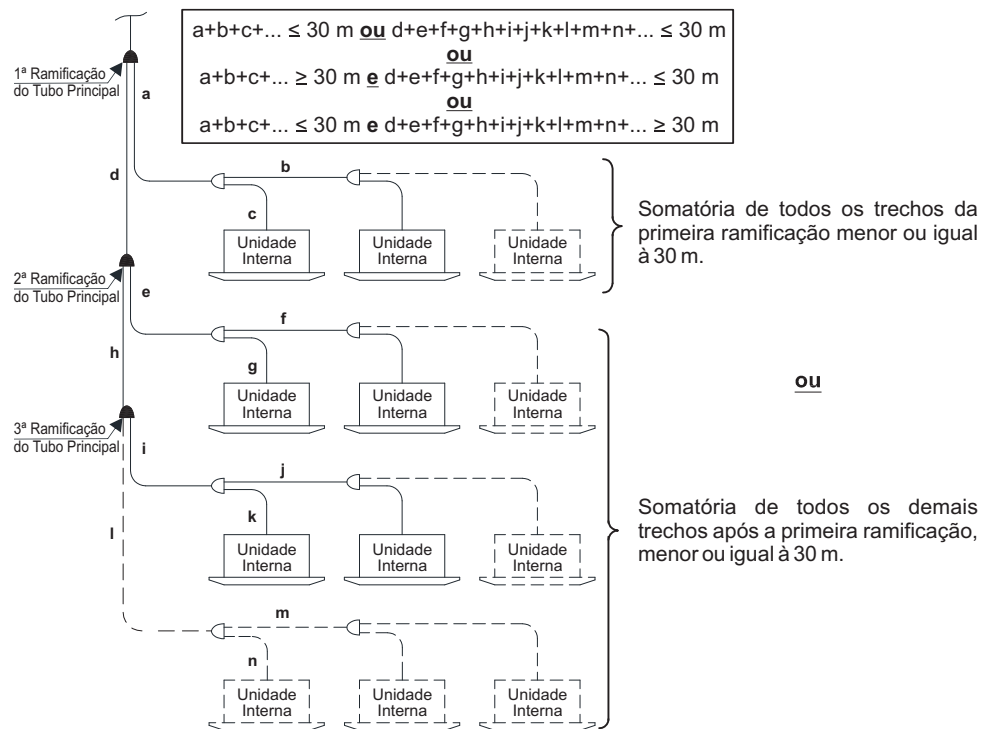 a+b+c+... ≤ 30 m ou d+e+f+g+h+i+j+k+l+m+n+... ≤ 30 m
ou
a+b+c+... ≥ 30 m e d+e+f+g+h+i+j+k+l+m+n+... ≤ 30 m
ou
a+b+c+... ≤ 30 m e d+e+f+g+h+i+j+k+l+m+n+... ≥ 30 m
1ª Ramificação
do Tubo Principal
a
d
b
c
Unidade
Interna
Unidade
Interna
Unidade
Interna
Somatória de todos os trechos da
primeira ramificação menor ou igual
à 30 m.
2ª Ramificação
do Tubo Principal
e
h
f
g
Unidade
Interna
Unidade
Interna
Unidade
Interna
ou
3ª Ramificação
do Tubo Principal
i
l
j
k
Unidade
Interna
Unidade
Interna
Unidade
Interna
Somatória de todos os demais
trechos após a primeira ramificação,
menor ou igual à 30 m.
m
n
Unidade
Interna
Unidade
Interna
Unidade
Interna